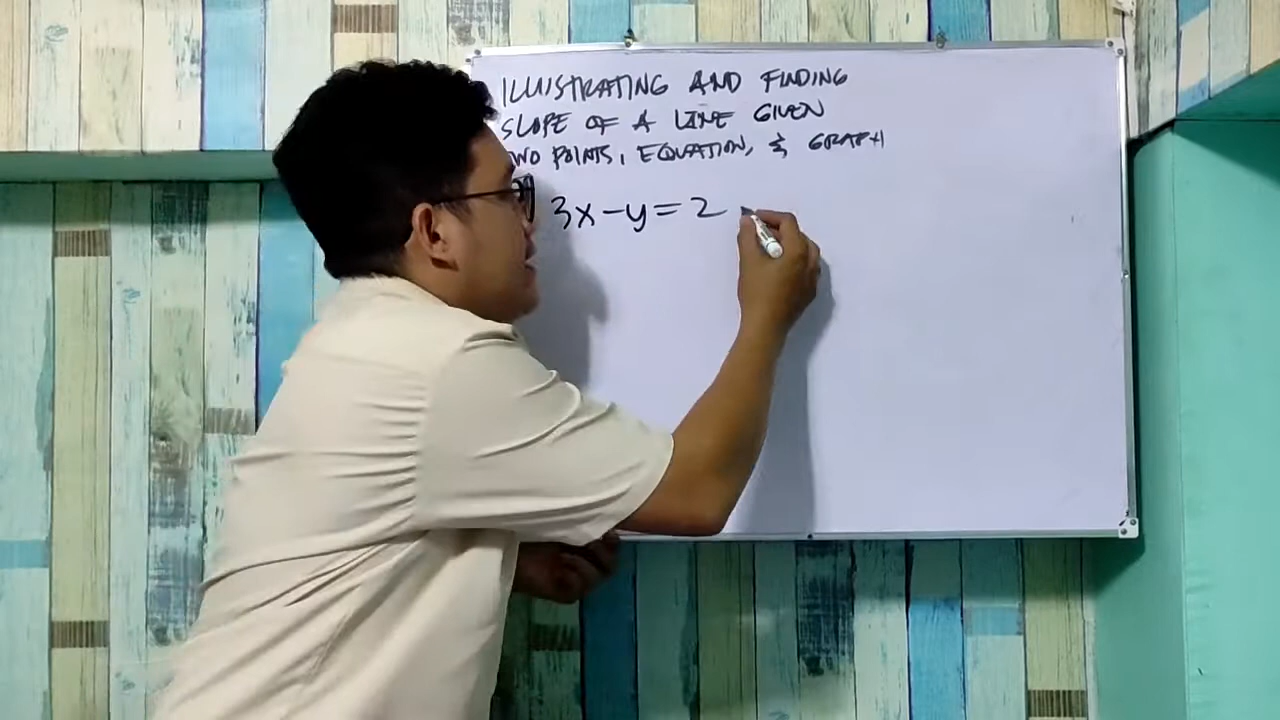 ILLUSTRATING AND FINDING
SLOPE OF A LINE GIVEN
TWO POINTS, EQUATION, & GRAPH
3x-y=2